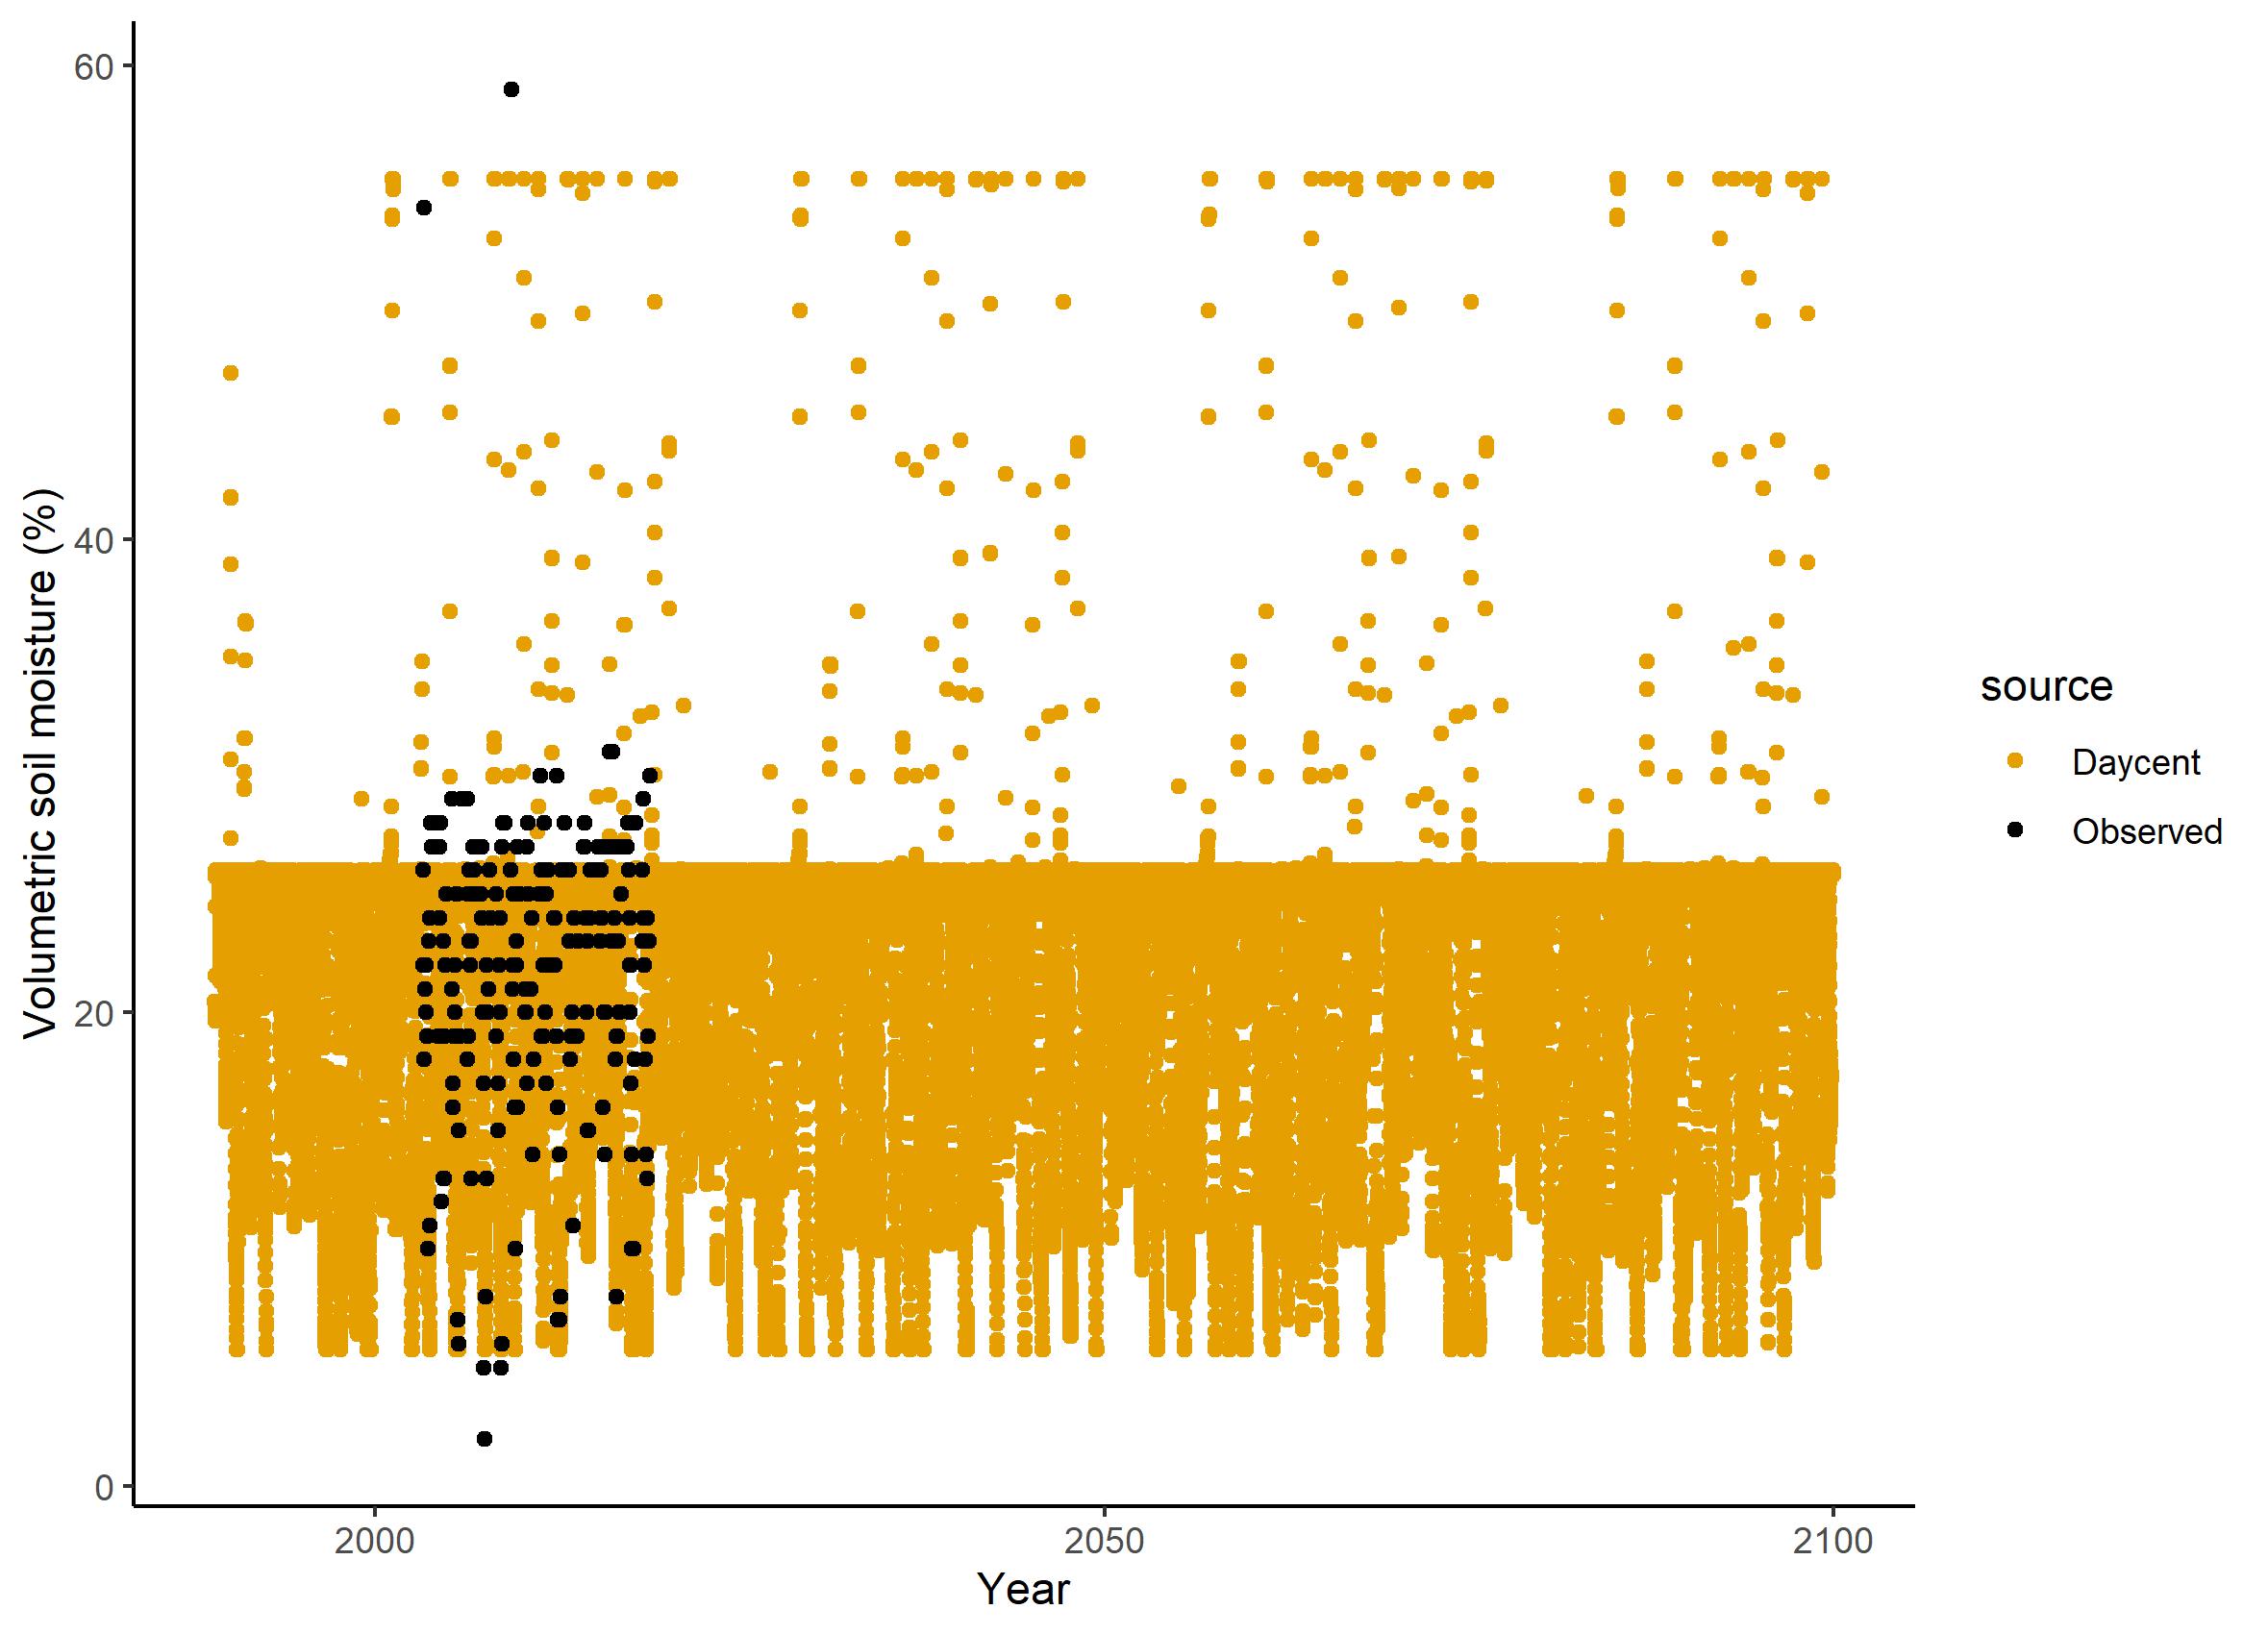 60
40
20
0
Volumetric soil moisture (%)
2000
2050
2100
Year
source
Daycent
Observed